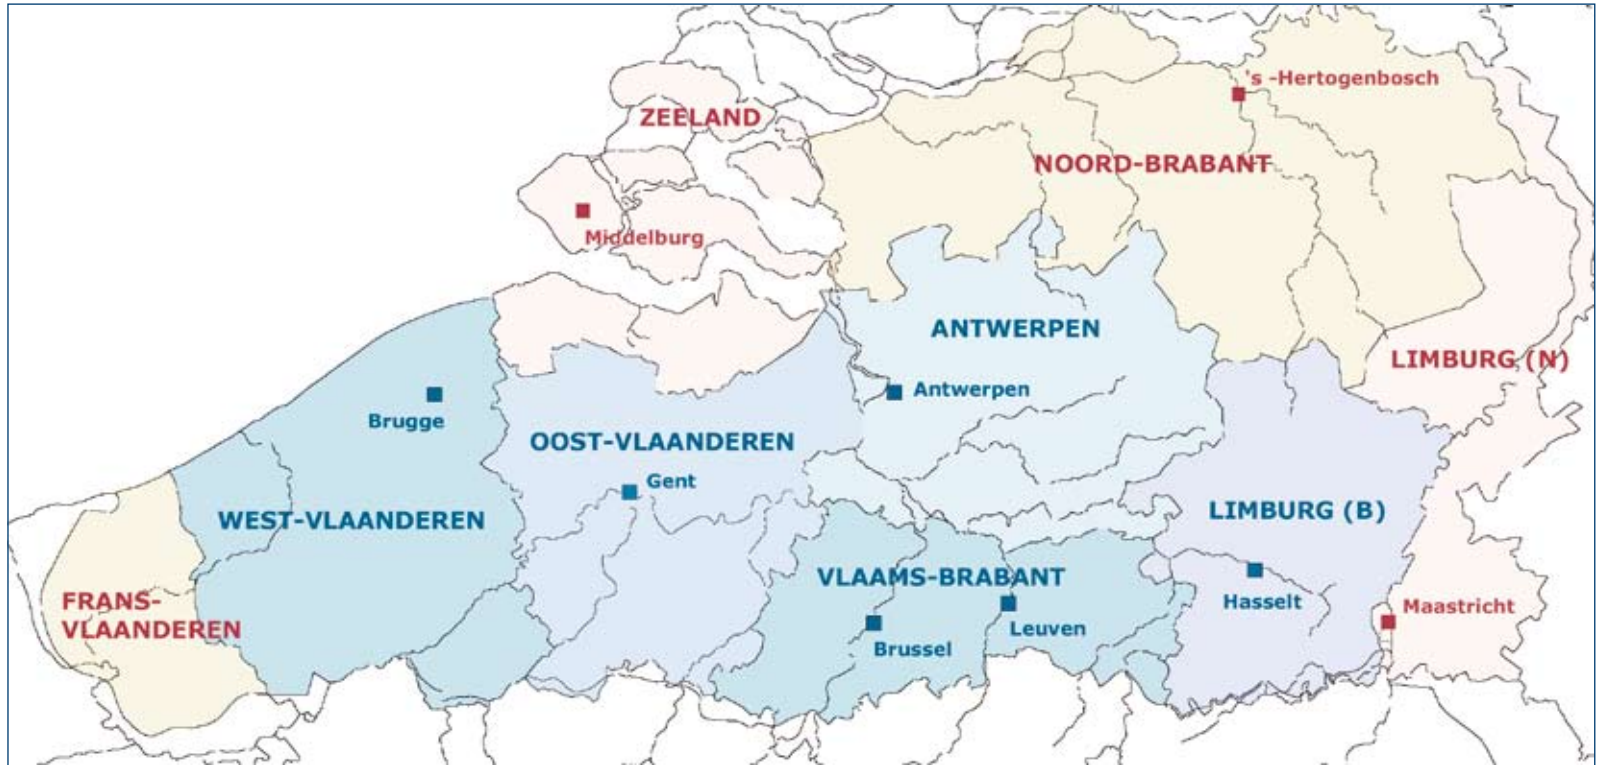 's -Hertogenbosch
ZEELAND
NOORD-BRABANT
Middelburg
ANTWERPEN
LIMBURG (N)
Antwerpen
Brugge
OOST-VLAANDEREN
Gent
WEST-VLAANDEREN
LIMBURG (B)
VLAAMS-BRABANT
FRANS-
VLAANDEREN
Hasselt
Maastricht
Leuven
Brussel